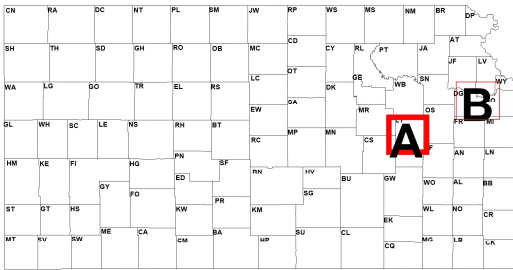 CN RA DC NT PL SM JW RP WS MS NM BR DP
CD AT
SH TH SD GH RO OB MC CY RL PT JA
JF LV
LC OT GE SN WY
WA LG GO TR EL RS DK WB DG
EW SA MR OS B
GL WH SC LE NS RH BT A FR MI
RC MP MN CS
HM KE FI HG PN SF AN LN
RN HV
ED BU GW
GY WO AL BB
FO SG
PR
ST GT HS KW KM WL NO CR
EK
MT SV SW ME CA CM BA HP SU CL CQ MG LB CK